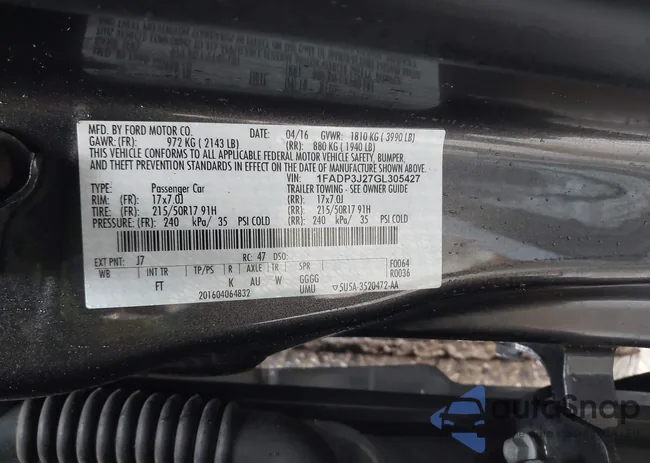 MFD. BY FORD MOTOR CO. DATE: 04/16 GVWR: 1810 KG ( 3990 LB)
GAWR: (FR): 972 KG ( 2143 LB) (RR): 880 KG ( 1940 LB)
THIS VEHICLE CONFORMS TO ALL APPLICABLE FEDERAL MOTOR VEHICLE SAFETY, BUMPER,
AND THEFT PREVENTION STANDARDS IN EFFECT ON THE DATE OF MANUFACTURE SHOWN ABOVE.
VIN: 1FADP3J27GL305427
TYPE: Passenger Car TRAILER TOWING - SEE OWNER GUIDE
RIM: (FR): 17x7.0J (RR): 17x7.0J
TIRE: (FR): 215/50R17 91H (RR): 215/50R17 91H
PRESSURE: (FR): 240 kPa/ 35 PSI COLD (RR): 240 kPa/ 35 PSI COLD
EXT PNT: J7 RC: 47 DSO: F0064
WB INT TR TP/PS R AXLE TR SPR R0036
FT K AU W GGGG
UMU
201604064832 5U5A-3520472-AA
autoSnap